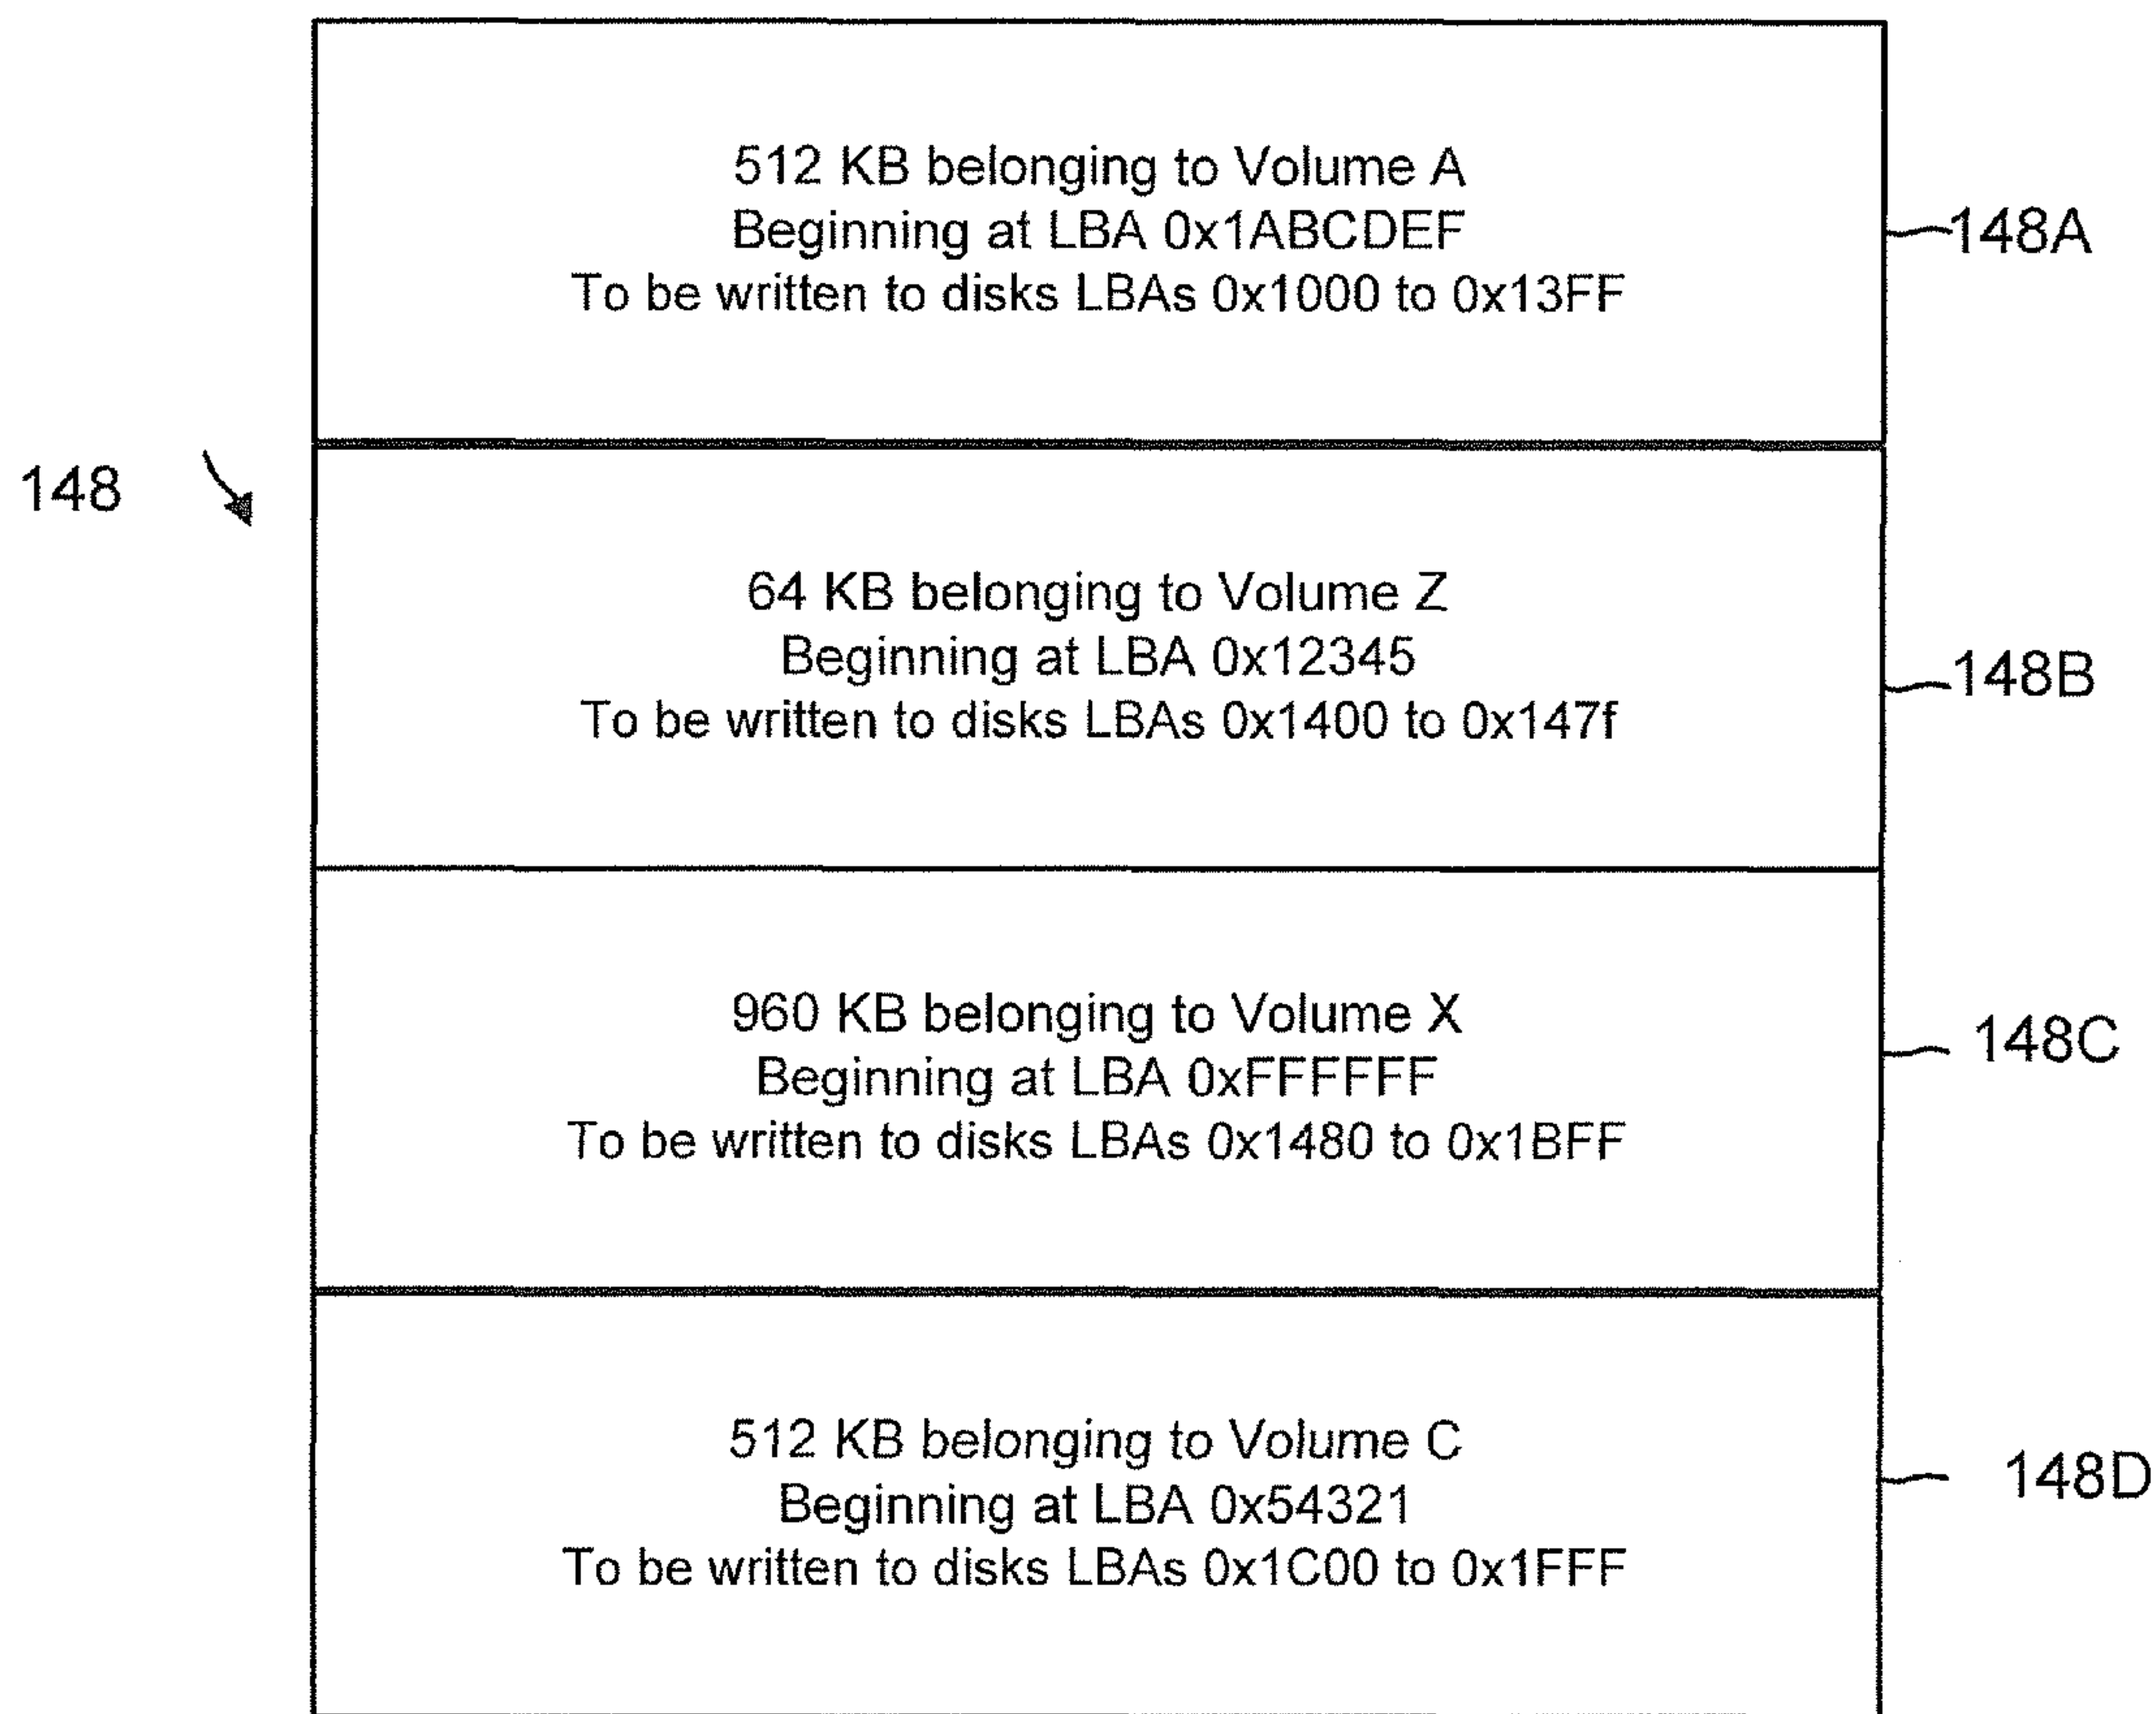 512 KB belonging to Volume A
Beginning at LBA 0x1ABCDEF
To be written to disks LBAs 0x1000 to 0x13FF
148A
148
64 KB belonging to Volume Z
Beginning at LBA 0x12345
To be written to disks LBAs 0x1400 to 0x147f
148B
960 KB belonging to Volume X
Beginning at LBA 0xFFFFFF
To be written to disks LBAs 0x1480 to 0x1BFF
148C
512 KB belonging to Volume C
Beginning at LBA 0x54321
To be written to disks LBAs 0x1C00 to 0x1FFF
148D